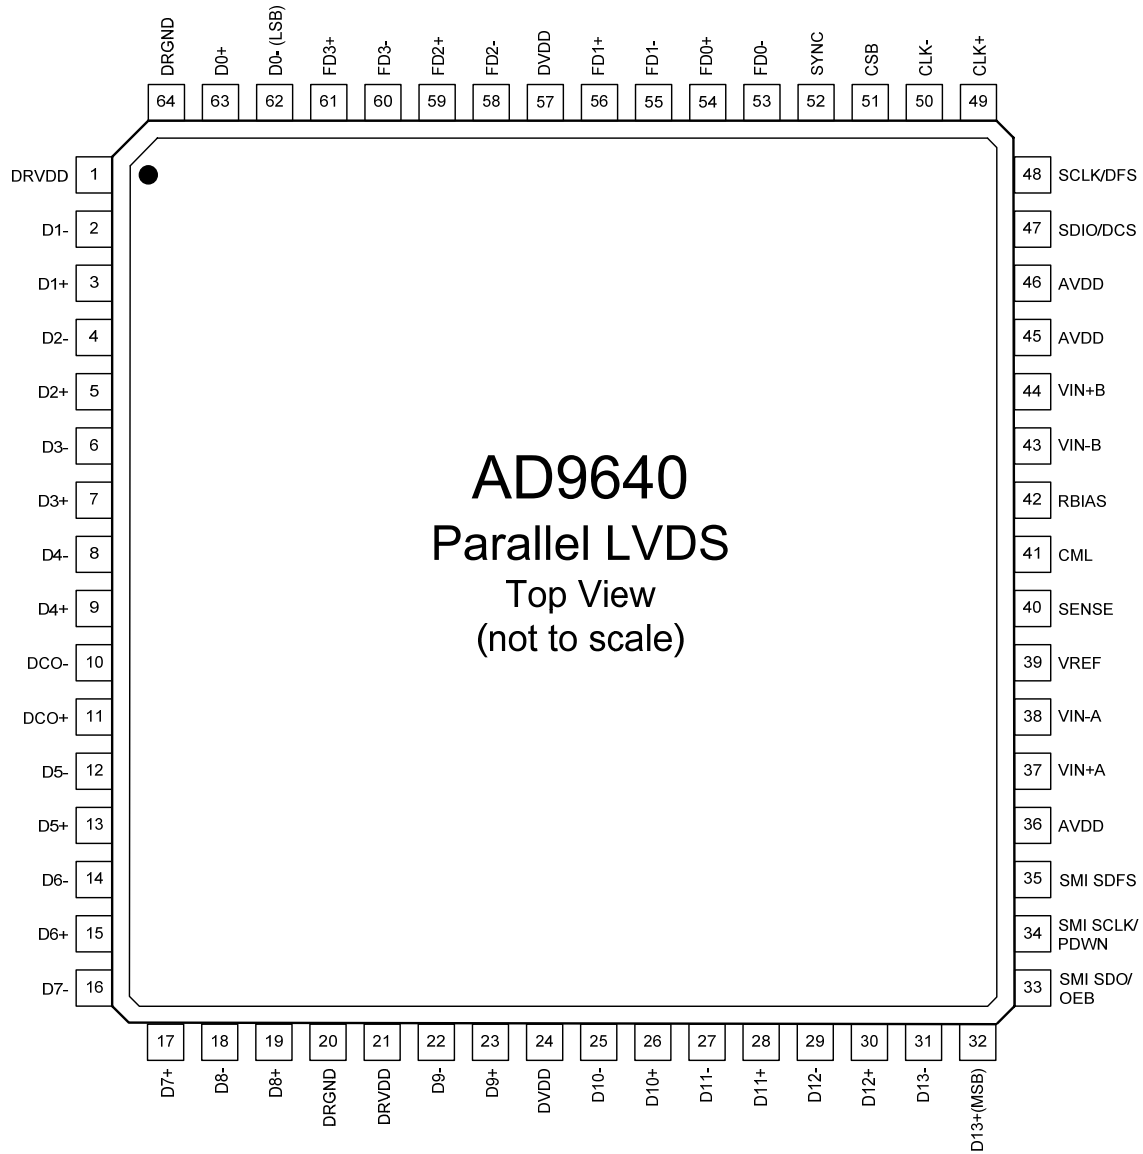 DRGND
D0+
D0- (LSB)
FD3+
FD3-
FD2+
FD2-
DVDD
FD1+
FD1-
FD0+
FD0-
SYNC
CSB
CLK-
CLK+
64 63 62 61 60 59 58 57 56 55 54 53 52 51 50 49
DRVDD 1
D1- 2
D1+ 3
D2- 4
D2+ 5
D3- 6
D3+ 7
D4- 8
D4+ 9
DCO- 10
DCO+ 11
D5- 12
D5+ 13
D6- 14
D6+ 15
D7- 16
AD9640
Parallel LVDS
Top View
(not to scale)
48 SCLK/DFS
47 SDIO/DCS
46 AVDD
45 AVDD
44 VIN+B
43 VIN-B
42 RBIAS
41 CML
40 SENSE
39 VREF
38 VIN-A
37 VIN+A
36 AVDD
35 SMI SDFS
34 SMI SCLK/
PDWN
33 SMI SDO/
OEB
17 18 19 20 21 22 23 24 25 26 27 28 29 30 31 32
D7+
D8-
D8+
DRGND
DRVDD
D9-
D9+
DVDD
D10-
D10+
D11-
D11+
D12-
D12+
D13-
D13+(MSB)